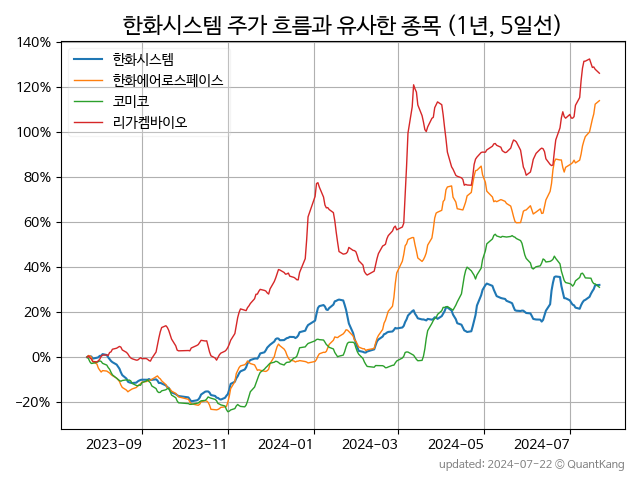 한화시스템 주가 흐름과 유사한 종목 (1년, 5일선)
140%
120%
100%
80%
60%
40%
20%
0%
−20%
한화시스템
한화에어로스페이스
코미코
리가켐바이오
2023-09
2023-11
2024-01
2024-03
2024-05
2024-07
updated: 2024-07-22 © QuantKang